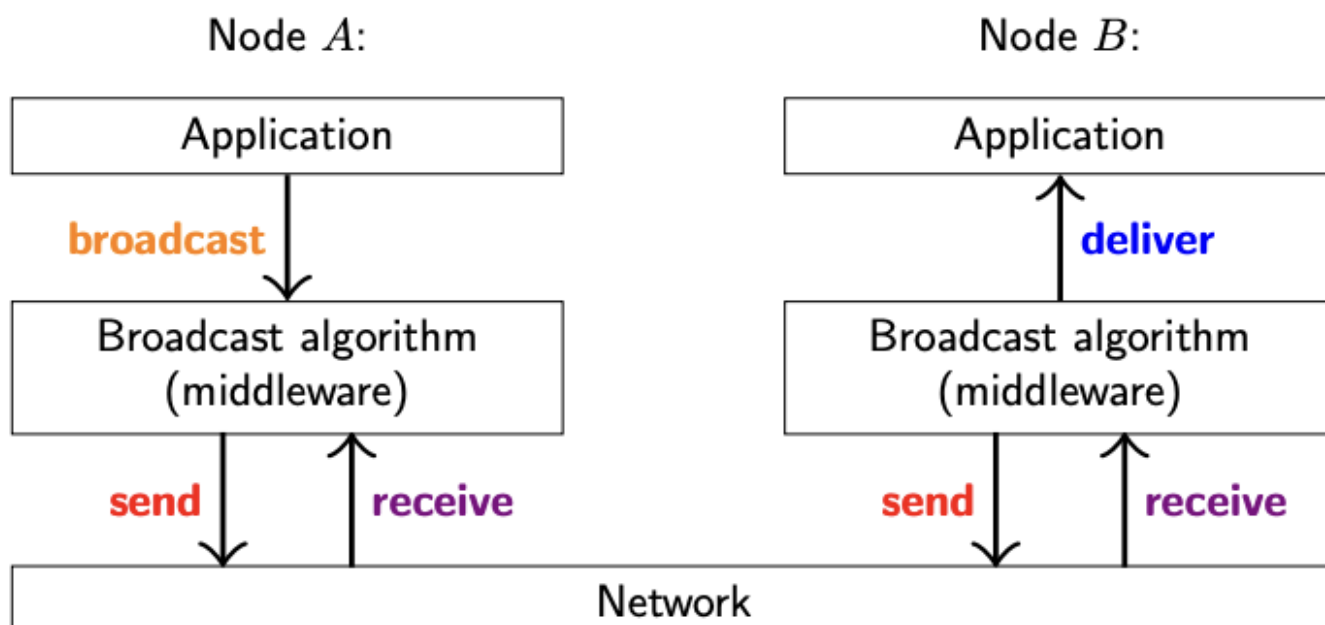 Node A:
Node B:
Application
Application
broadcast
deliver
Broadcast algorithm
(middleware)
Broadcast algorithm
(middleware)
send
receive
send
receive
Network